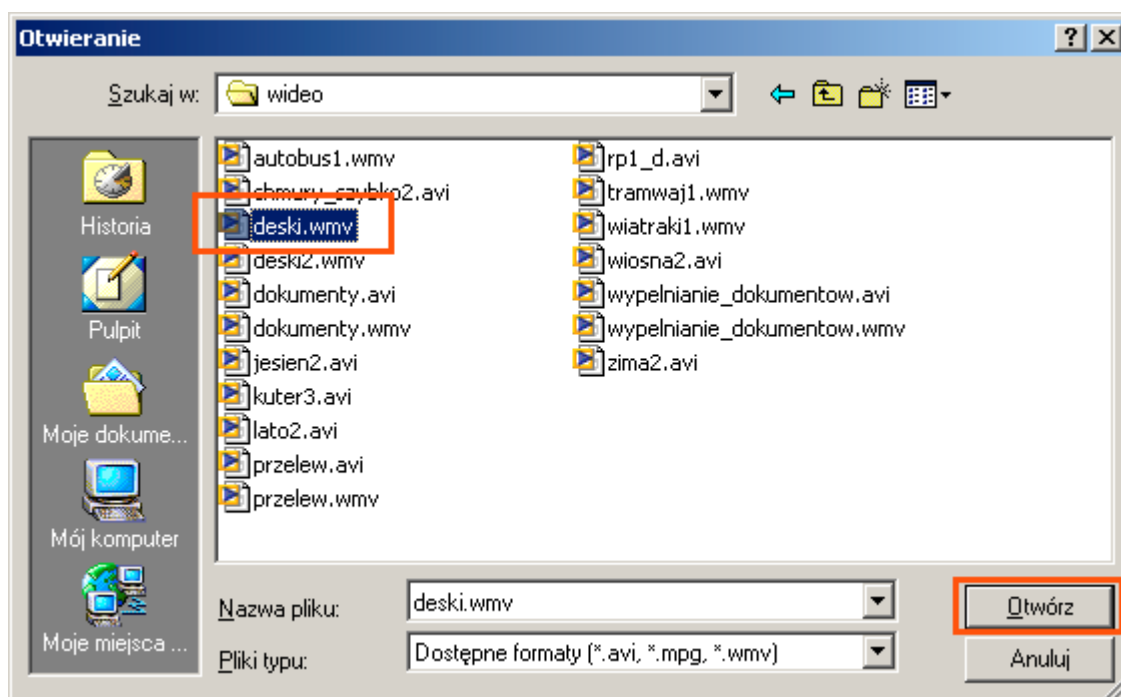 Otwieranie
Szukaj w: wideo
Historia
Pulpit
Moje dokume...
Mój komputer
Moje miejsca ...
autobus1.wmv
chmury_szybko2.avi
deski.wmv
deski2.wmv
dokumenty.avi
dokumenty.wmv
jesien2.avi
kuter3.avi
lato2.avi
przelew.avi
przelew.wmv
rp1_d.avi
tramwaj1.wmv
wiatraki1.wmv
wiosna2.avi
wypelnianie_dokumentow.avi
wypelnianie_dokumentow.wmv
zima2.avi
Nazwa pliku: deski.wmv Otwórz
Pliki typu: Dostępne formaty (*.avi, *.mpg, *.wmv) Anuluj